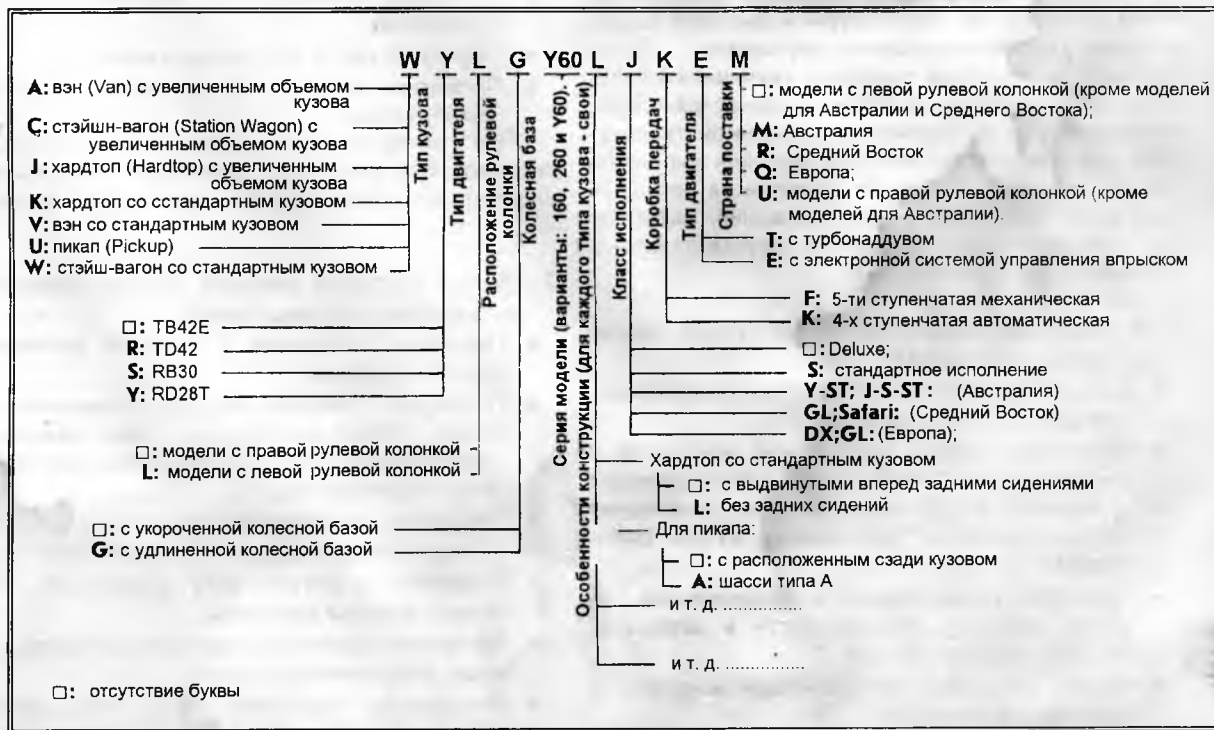 W Y L G Y60 L J K E M
A: вэн (Van) с увеличенным объемом
кузова
С: стэйшн-вагон (Station Wagon) с
увеличенным объемом кузова
J: хардтоп (Hardtop) с увеличенным
объемом кузова
K: хардтоп со сстандартным кузовом
V: вэн со стандартным кузовом
U: пикап (Pickup)
W: стэйш-вагон со стандартным кузовом
Тип кузова
Тип двигателя
Расположение рулевой
колонки
Колесная база
Серия модели (варианты: 160, 260 и Y60).
Особенности конструкции (для каждого типа кузова - свои)
Класс исполнения
Коробка передач
Тип двигателя
Страна поставки
□: модели с левой рулевой колонкой (кроме моделей
для Австралии и Среднего Востока);
M: Австралия
R: Средний Восток
Q: Европа;
U: модели с правой рулевой колонкой (кроме
моделей для Австралии).
T: с турбонаддувом
E: с электронной системой управления впрыском
F: 5-ти ступенчатая механическая
K: 4-х ступенчатая автоматическая
□: TB42E
R: TD42
S: RB30
Y: RD28T
□: Deluxe;
S: стандартное исполнение
Y-ST; J-S-ST: (Австралия)
GL;Safari: (Средний Восток)
DX;GL: (Европа);
□: модели с правой рулевой колонкой
L: модели с левой рулевой колонкой
Хардтоп со стандартным кузовом
□: с выдвинутыми вперед задними сидениями
L: без задних сидений
□: с укороченной колесной базой
G: с удлиненной колесной базой
Для пикапа:
□: с расположенным сзади кузовом
A: шасси типа А
и т. д. ...............
и т. д. ...............
□: отсутствие буквы